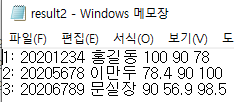 result2 - Windows 메모장
파일(F) 편집(E) 서식(O) 보기(V) 도움말
1: 20201234 홍길동 100 90 78
2: 20205678 이만두 78.4 90 100
3: 20206789 문실장 90 56.9 98.5